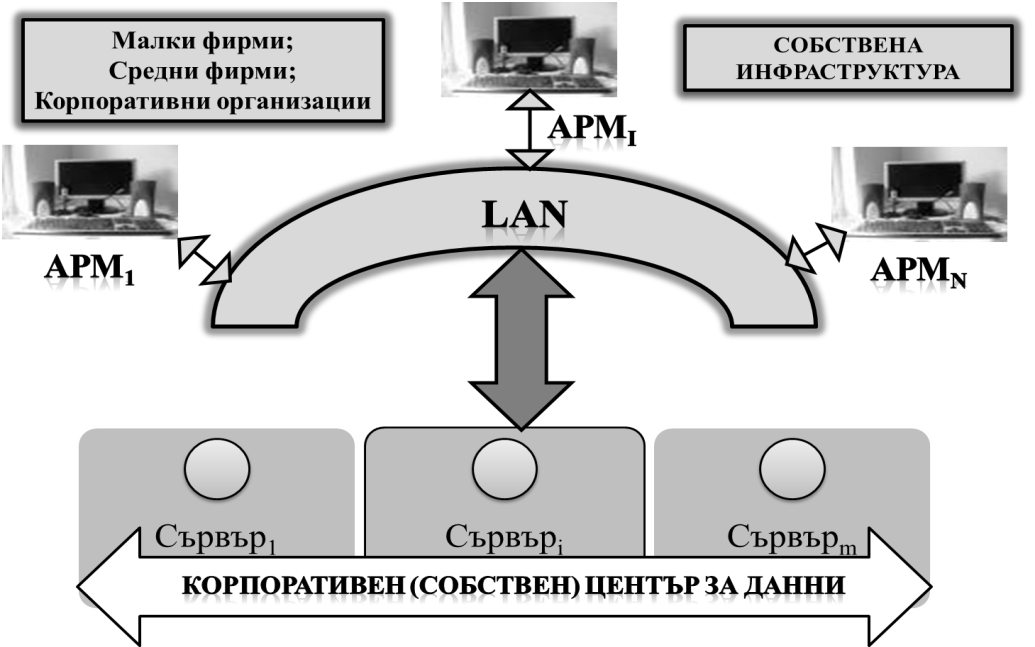 Малки фирми;
Средни фирми;
Корпоративни организации
СОБСТВЕНА
ИНФРАСТРУКТУРА
АРМI
LAN
АРМ1
АРМN
Сървър1
Сървърi
Сървърm
КОРПОРАТИВЕН (СОБСТВЕН) ЦЕНТЪР ЗА ДАННИ